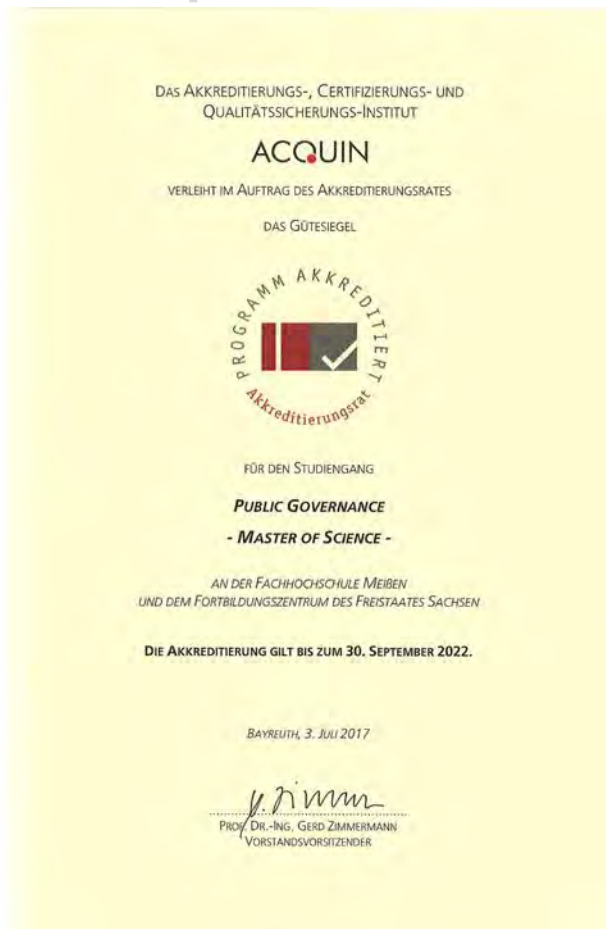 DAS AKKREDITIERUNGS-, CERTIFIZIERUNGS- UND
QUALITÄTSSICHERUNGS-INSTITUT
ACQUIN
VERLEIHT IM AUFTRAG DES AKKREDITIERUNGSRATES
DAS GÜTESIEGEL
PROGRAMM AKKREDITIERT
Akkreditierungsrat
FÜR DEN STUDIENGANG
PUBLIC GOVERNANCE
- MASTER OF SCIENCE -
AN DER FACHHOCHSCHULE MEIßEN
UND DEM FORTBILDUNGSZENTRUM DES FREISTAATES SACHSEN
DIE AKKREDITIERUNG GILT BIS ZUM 30. SEPTEMBER 2022.
BAYREUTH, 3. JULI 2017
PROF. DR.-ING. GERD ZIMMERMANN
VORSTANDSVORSITZENDER